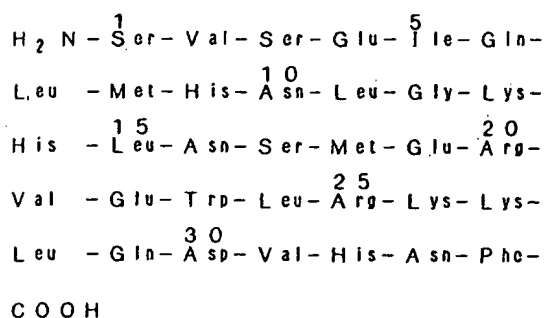 1 5
H₂N-Ser-Val-Ser-Glu-Ile-Gln-
10
Leu-Met-His-Asn-Leu-Gly-Lys-
15 20
His-Leu-Asn-Ser-Met-Glu-Arg-
25
Val-Glu-Trp-Leu-Arg-Lys-Lys-
30
Leu-Gln-Asp-Val-His-Asn-Phe-
COOH